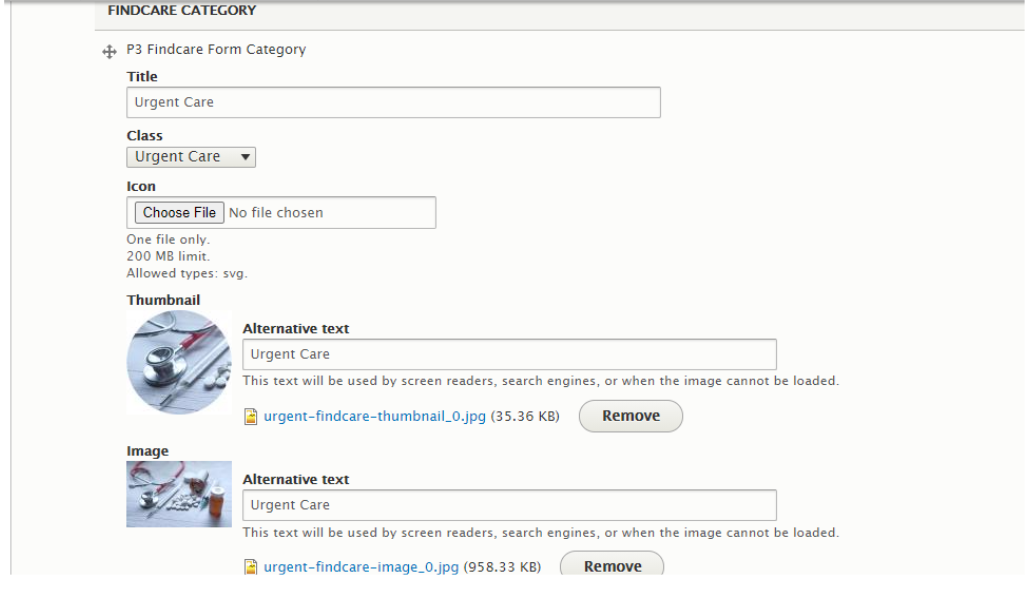 FINDCARE CATEGORY
P3 Findcare Form Category
Title
Urgent Care
Class
Urgent Care
Icon
Choose File No file chosen
One file only.
200 MB limit.
Allowed types: svg.
Thumbnail
Alternative text
Urgent Care
This text will be used by screen readers, search engines, or when the image cannot be loaded.
urgent-findcare-thumbnail_0.jpg (35.36 KB) Remove
Image
Alternative text
Urgent Care
This text will be used by screen readers, search engines, or when the image cannot be loaded.
urgent-findcare-image_0.jpg (958.33 KB) Remove